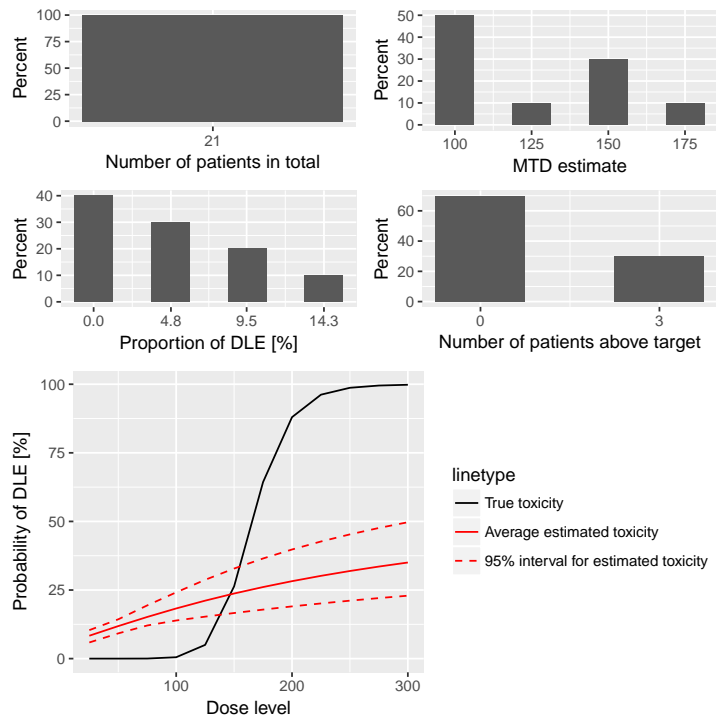 Percent
100
75
50
25
0
21
Number of patients in total
Percent
50
40
30
20
10
0
100 125 150 175
MTD estimate
Percent
40
30
20
10
0
0.0 4.8 9.5 14.3
Proportion of DLE [%]
Percent
60
40
20
0
0 3
Number of patients above target
Probability of DLE [%]
100
75
50
25
0
100 200 300
Dose level
linetype
True toxicity
Average estimated toxicity
95% interval for estimated toxicity